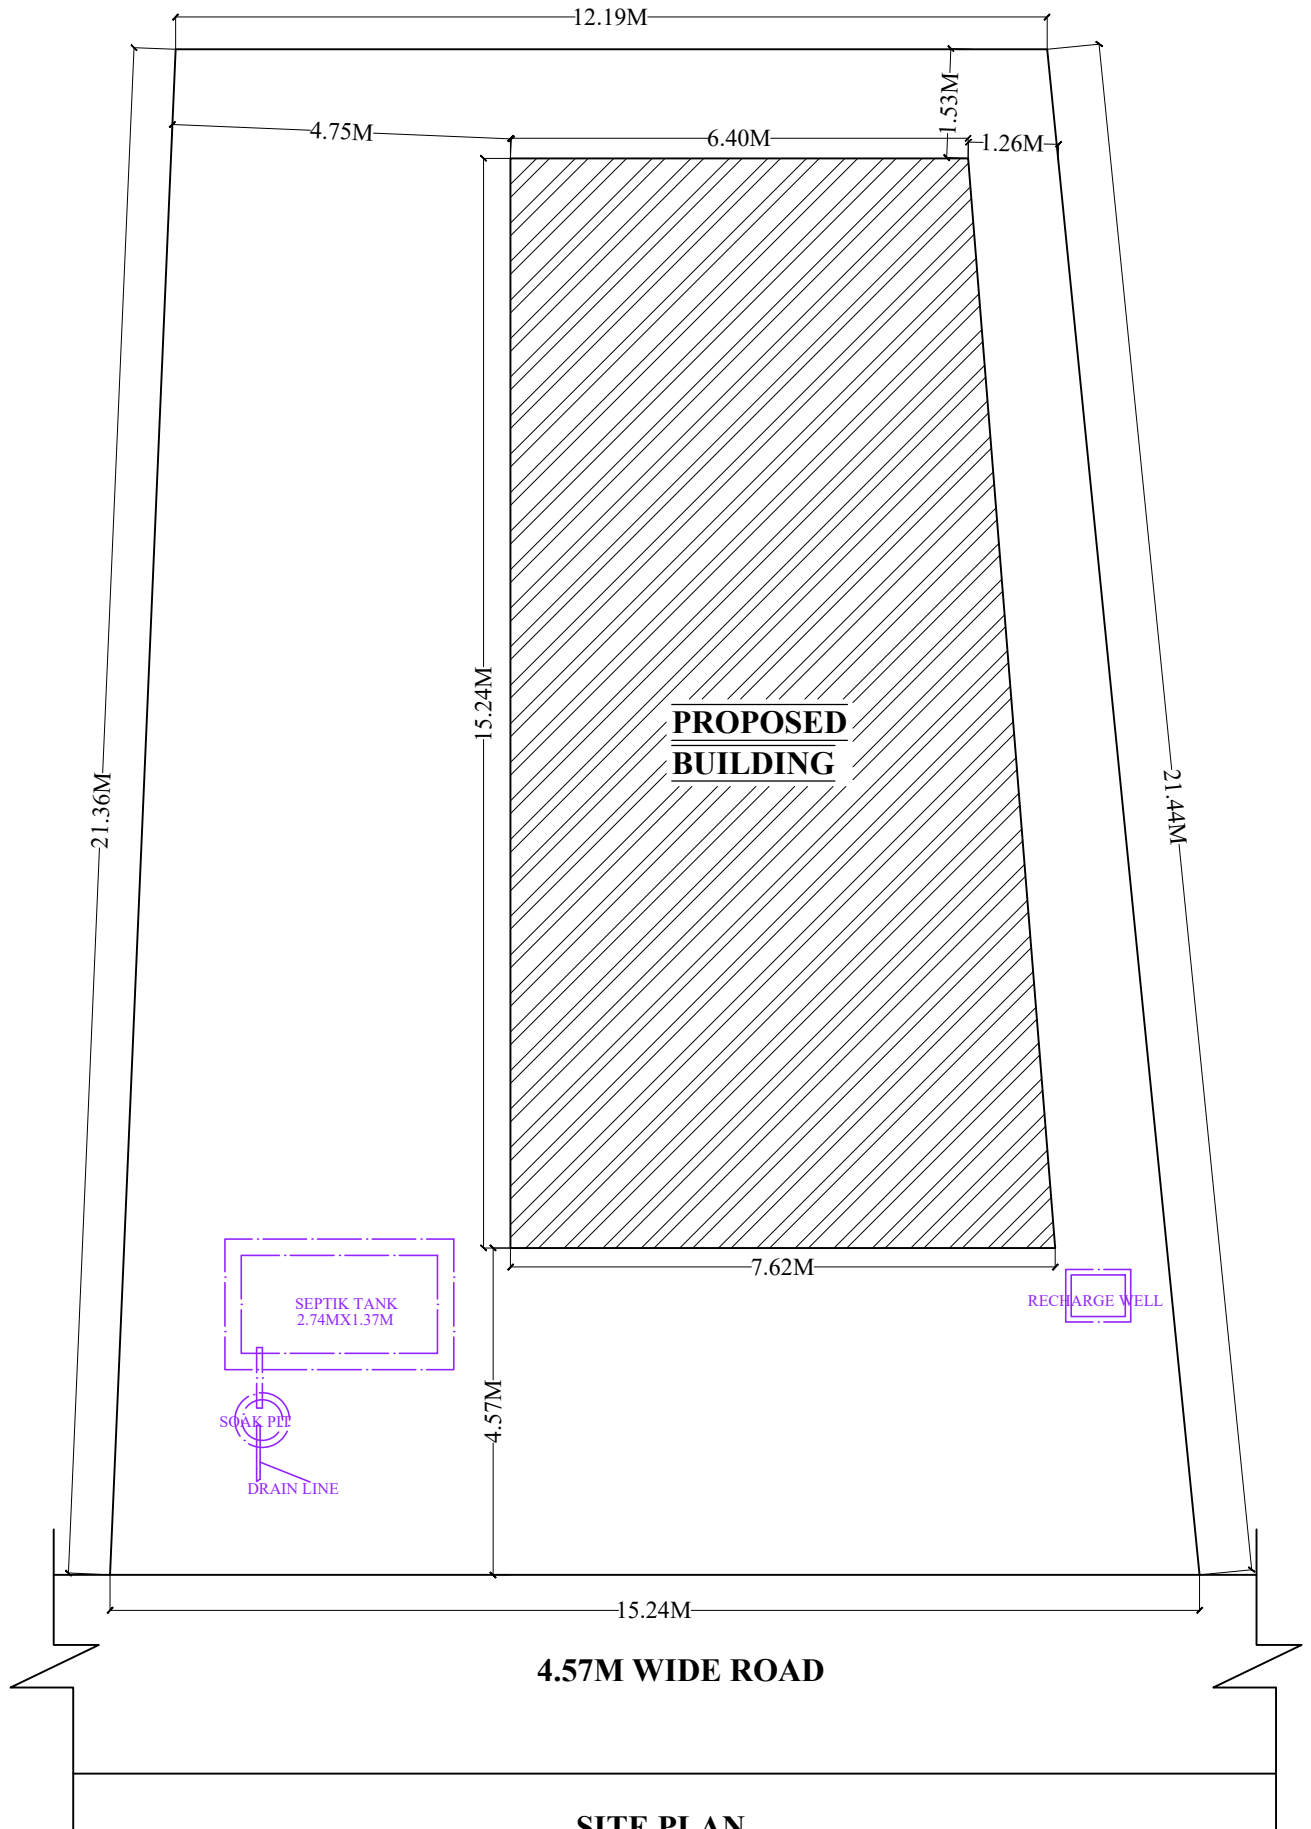 12.19M
1.53M
4.75M
6.40M
1.26M
15.24M
PROPOSED
BUILDING
21.36M
21.44M
7.62M
SEPTIK TANK
2.74MX1.37M
RECHARGE WELL
4.57M
SOAK PIT
DRAIN LINE
15.24M
4.57M WIDE ROAD
SITE PLAN